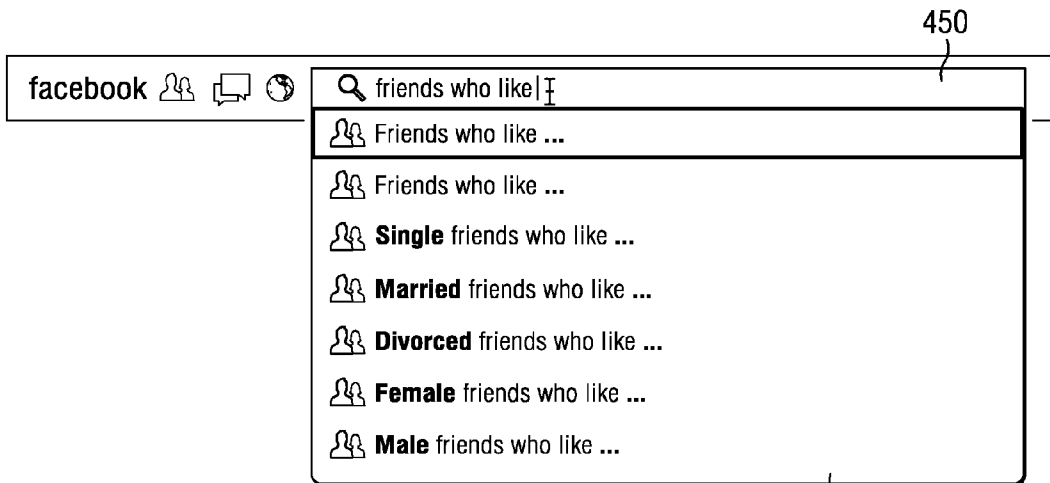 450
facebook friends who like
Friends who like ...
Friends who like ...
Single friends who like ...
Married friends who like ...
Divorced friends who like ...
Female friends who like ...
Male friends who like ...